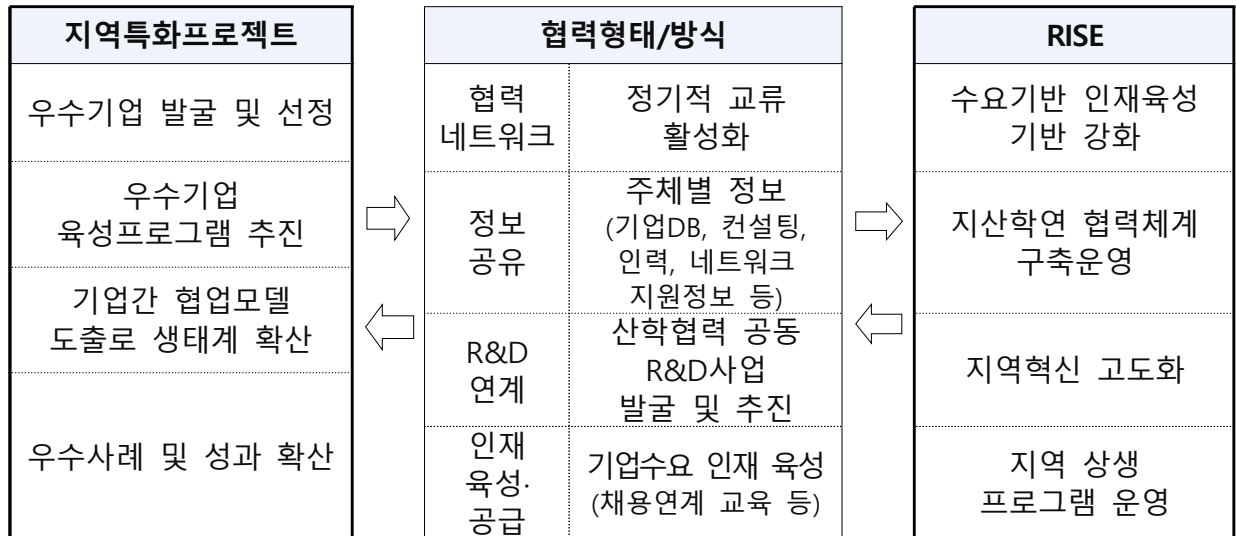 지역특화프로젝트
우수기업 발굴 및 선정
우수기업
육성프로그램 추진
기업간 협업모델
도출로 생태계 확산
우수사례 및 성과 확산
협력형태/방식
협력
네트워크
정기적 교류
활성화
정보
공유
주체별 정보
(기업DB, 컨설팅,
인력, 네트워크
지원정보 등)
R&D
연계
산학협력 공동
R&D사업
발굴 및 추진
인재
육성·
공급
기업수요 인재 육성
(채용연계 교육 등)
RISE
수요기반 인재육성
기반 강화
지산학연 협력체계
구축운영
지역혁신 고도화
지역 상생
프로그램 운영